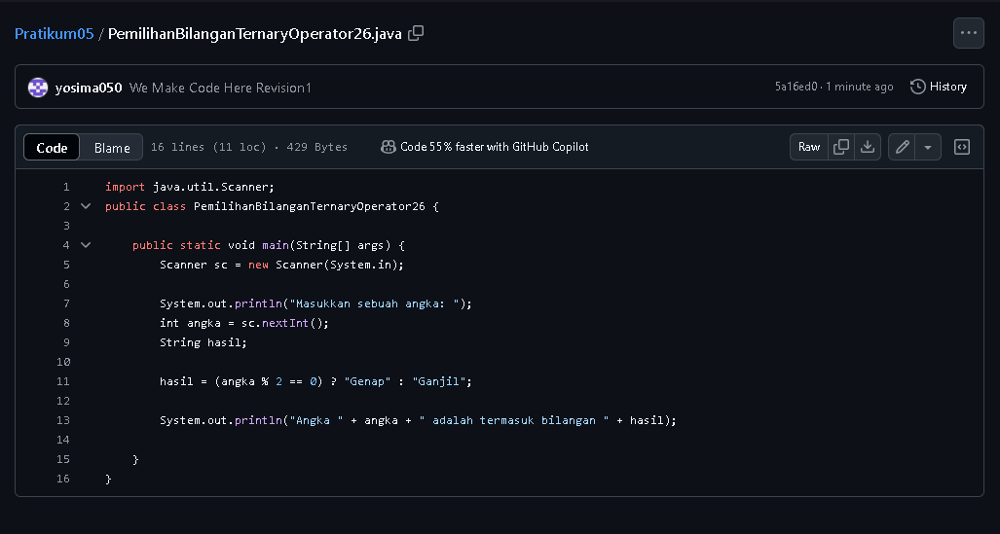 Pratikum05 / PemilihanBilanganTernaryOperator26.java
yosima050 We Make Code Here Revision1 5a16ed0 · 1 minute ago History
Code Blame 16 lines (11 loc) · 429 Bytes Code 55% faster with GitHub Copilot Raw
1 import java.util.Scanner;
2 public class PemilihanBilanganTernaryOperator26 {
3
4 public static void main(String[] args) {
5 Scanner sc = new Scanner(System.in);
6
7 System.out.println("Masukkan sebuah angka: ");
8 int angka = sc.nextInt();
9 String hasil;
10
11 hasil = (angka % 2 == 0) ? "Genap" : "Ganjil";
12
13 System.out.println("Angka " + angka + " adalah termasuk bilangan " + hasil);
14
15 }
16 }